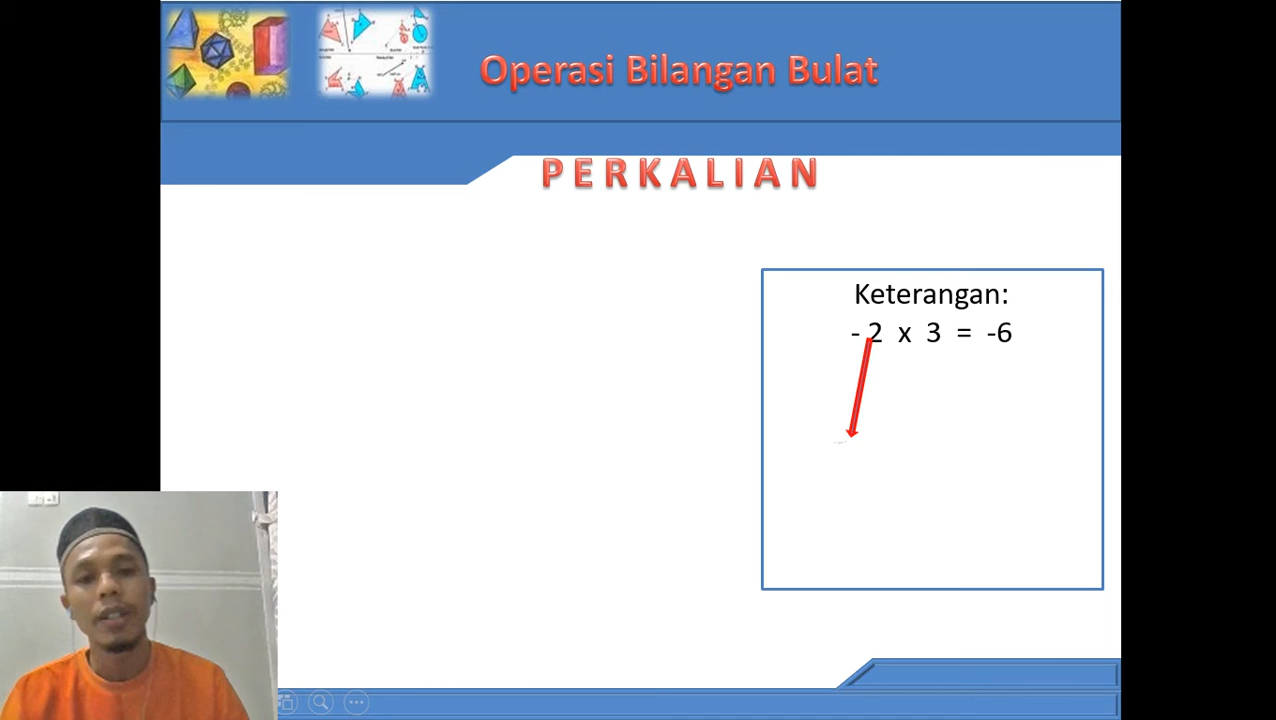 Operasi Bilangan Bulat
PERKALIAN
Keterangan:
- 2 x 3 = -6